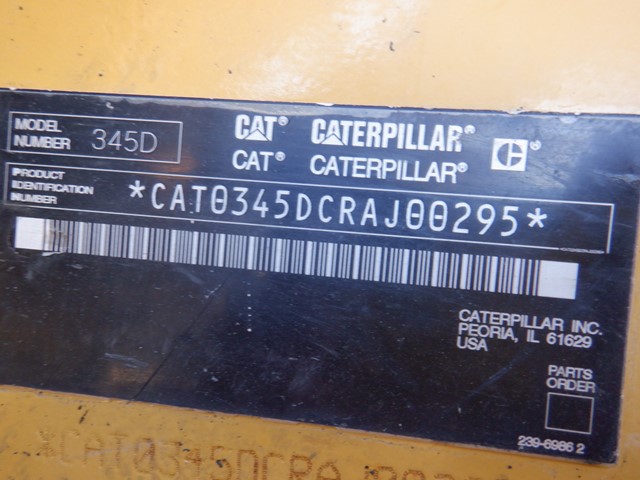 MODEL NUMBER 345D
CAT® CATERPILLAR®
CAT® CATERPILLAR®
PRODUCT IDENTIFICATION NUMBER *CAT0345DCRAJ00295*
CATERPILLAR INC.
PEORIA, IL 61629
USA
PARTS ORDER
239-6986 2
*CAT0345DCRAJ